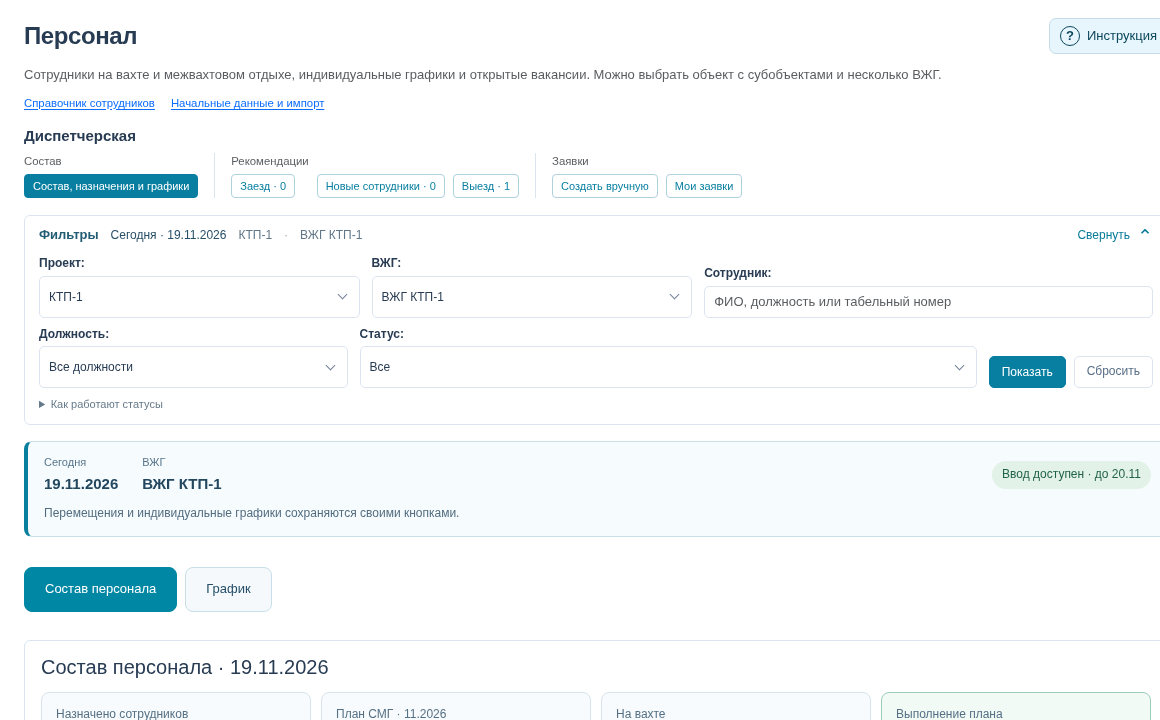 Персонал
? Инструкция
Сотрудники на вахте и межвахтовом отдыхе, индивидуальные графики и открытые вакансии. Можно выбрать объект с субобъектами и несколько ВЖГ.
Справочник сотрудников Начальные данные и импорт
Диспетчерская
Состав Рекомендации Заявки
Состав, назначения и графики Заезд · 0 Новые сотрудники · 0 Выезд · 1 Создать вручную Мои заявки
Фильтры Сегодня · 19.11.2026 КТП-1 · ВЖГ КТП-1 Свернуть
Проект: ВЖГ: Сотрудник:
КТП-1 ВЖГ КТП-1 ФИО, должность или табельный номер
Должность: Статус:
Все должности Все Показать Сбросить
Как работают статусы
Сегодня ВЖГ
19.11.2026 ВЖГ КТП-1 Ввод доступен · до 20.11
Перемещения и индивидуальные графики сохраняются своими кнопками.
Состав персонала График
Состав персонала · 19.11.2026
Назначено сотрудников План СМГ · 11.2026 На вахте Выполнение плана